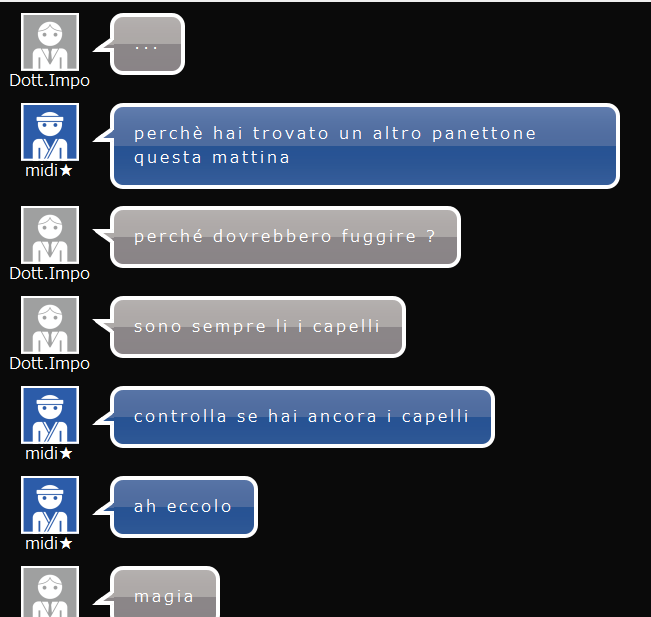 ...
Dott.Impo
perchè hai trovato un altro panettone
questa mattina
midi★
perché dovrebbero fuggire ?
Dott.Impo
sono sempre li i capelli
Dott.Impo
controlla se hai ancora i capelli
midi★
ah eccolo
midi★
magia